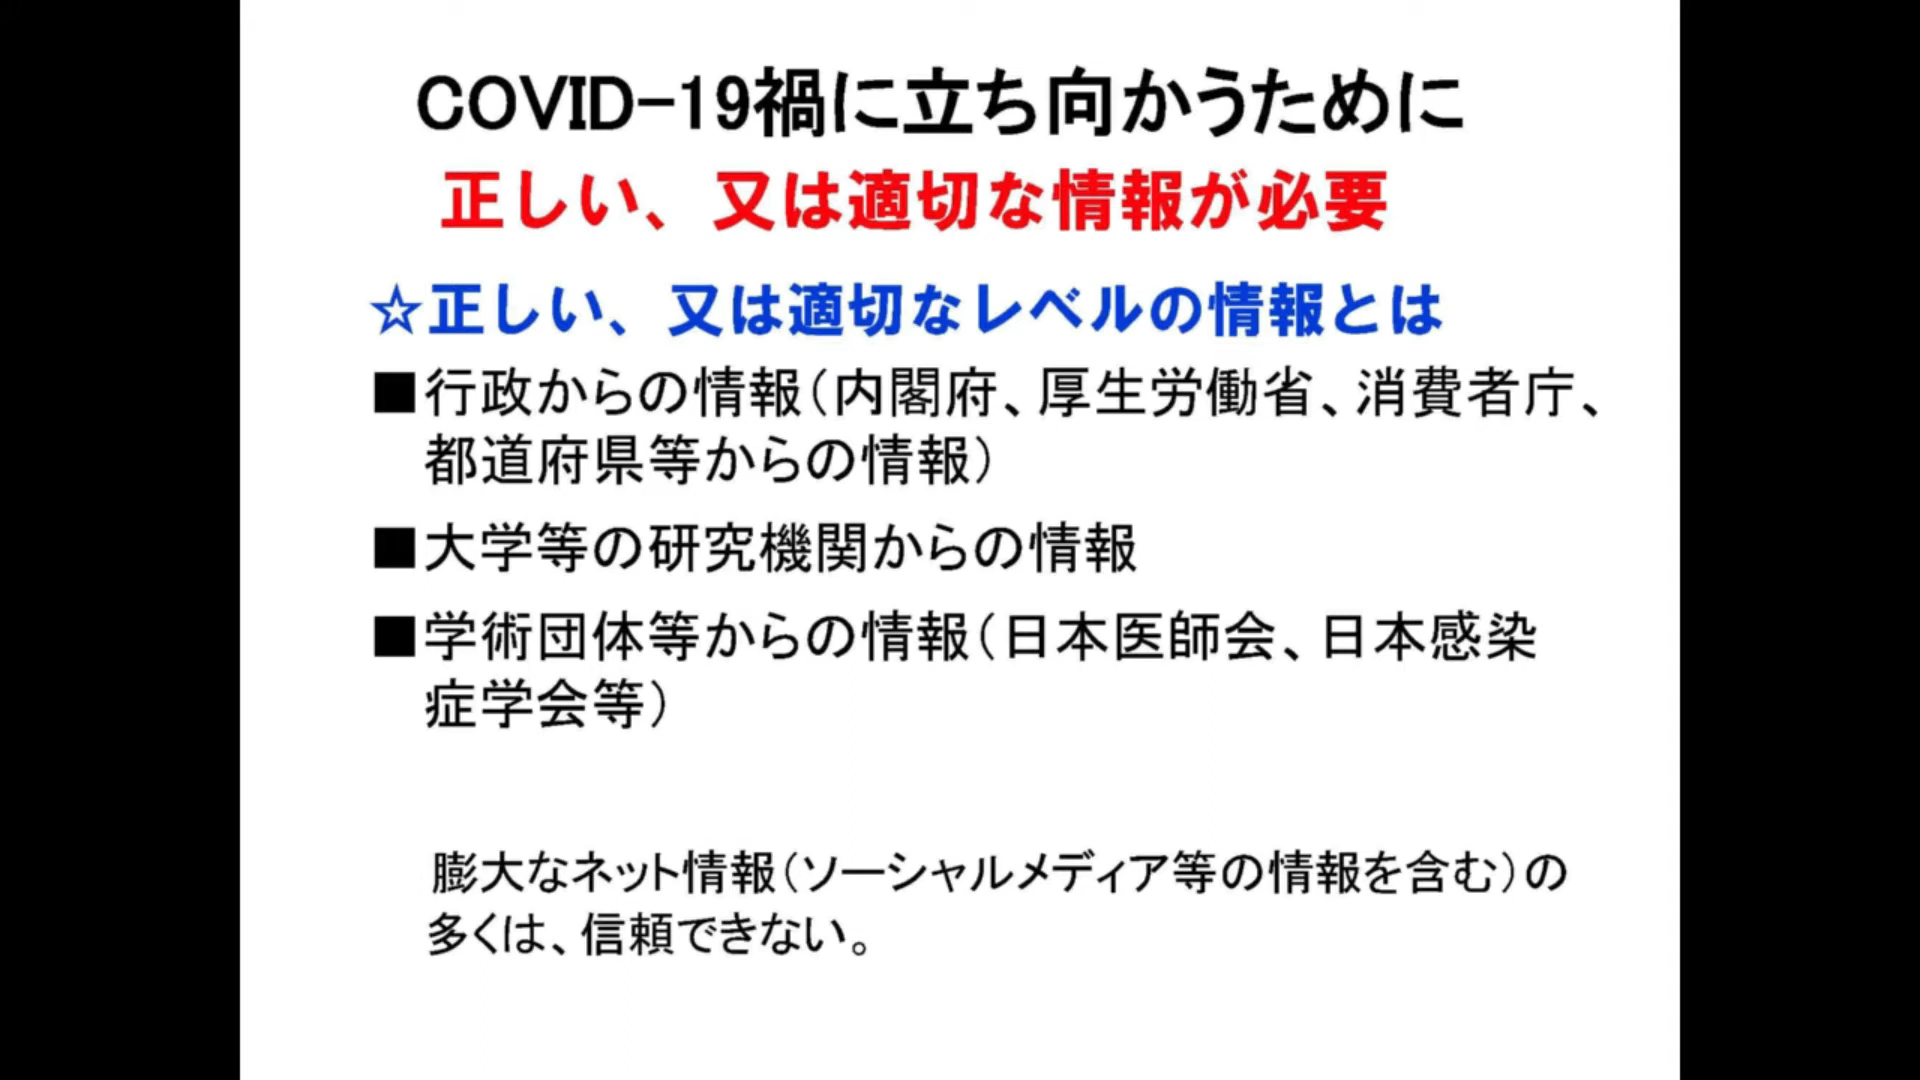 COVID-19禍に立ち向かうために
正しい、又は適切な情報が必要
☆正しい、又は適切なレベルの情報とは
■行政からの情報（内閣府、厚生労働省、消費者庁、
都道府県等からの情報）
■大学等の研究機関からの情報
■学術団体等からの情報（日本医師会、日本感染
症学会等）
膨大なネット情報（ソーシャルメディア等の情報を含む）の
多くは、信頼できない。